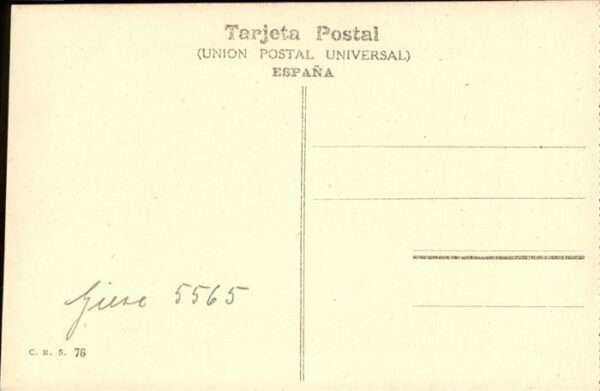 Tarjeta Postal
(UNION POSTAL UNIVERSAL)
ESPAÑA
5565
C. R. S. 76